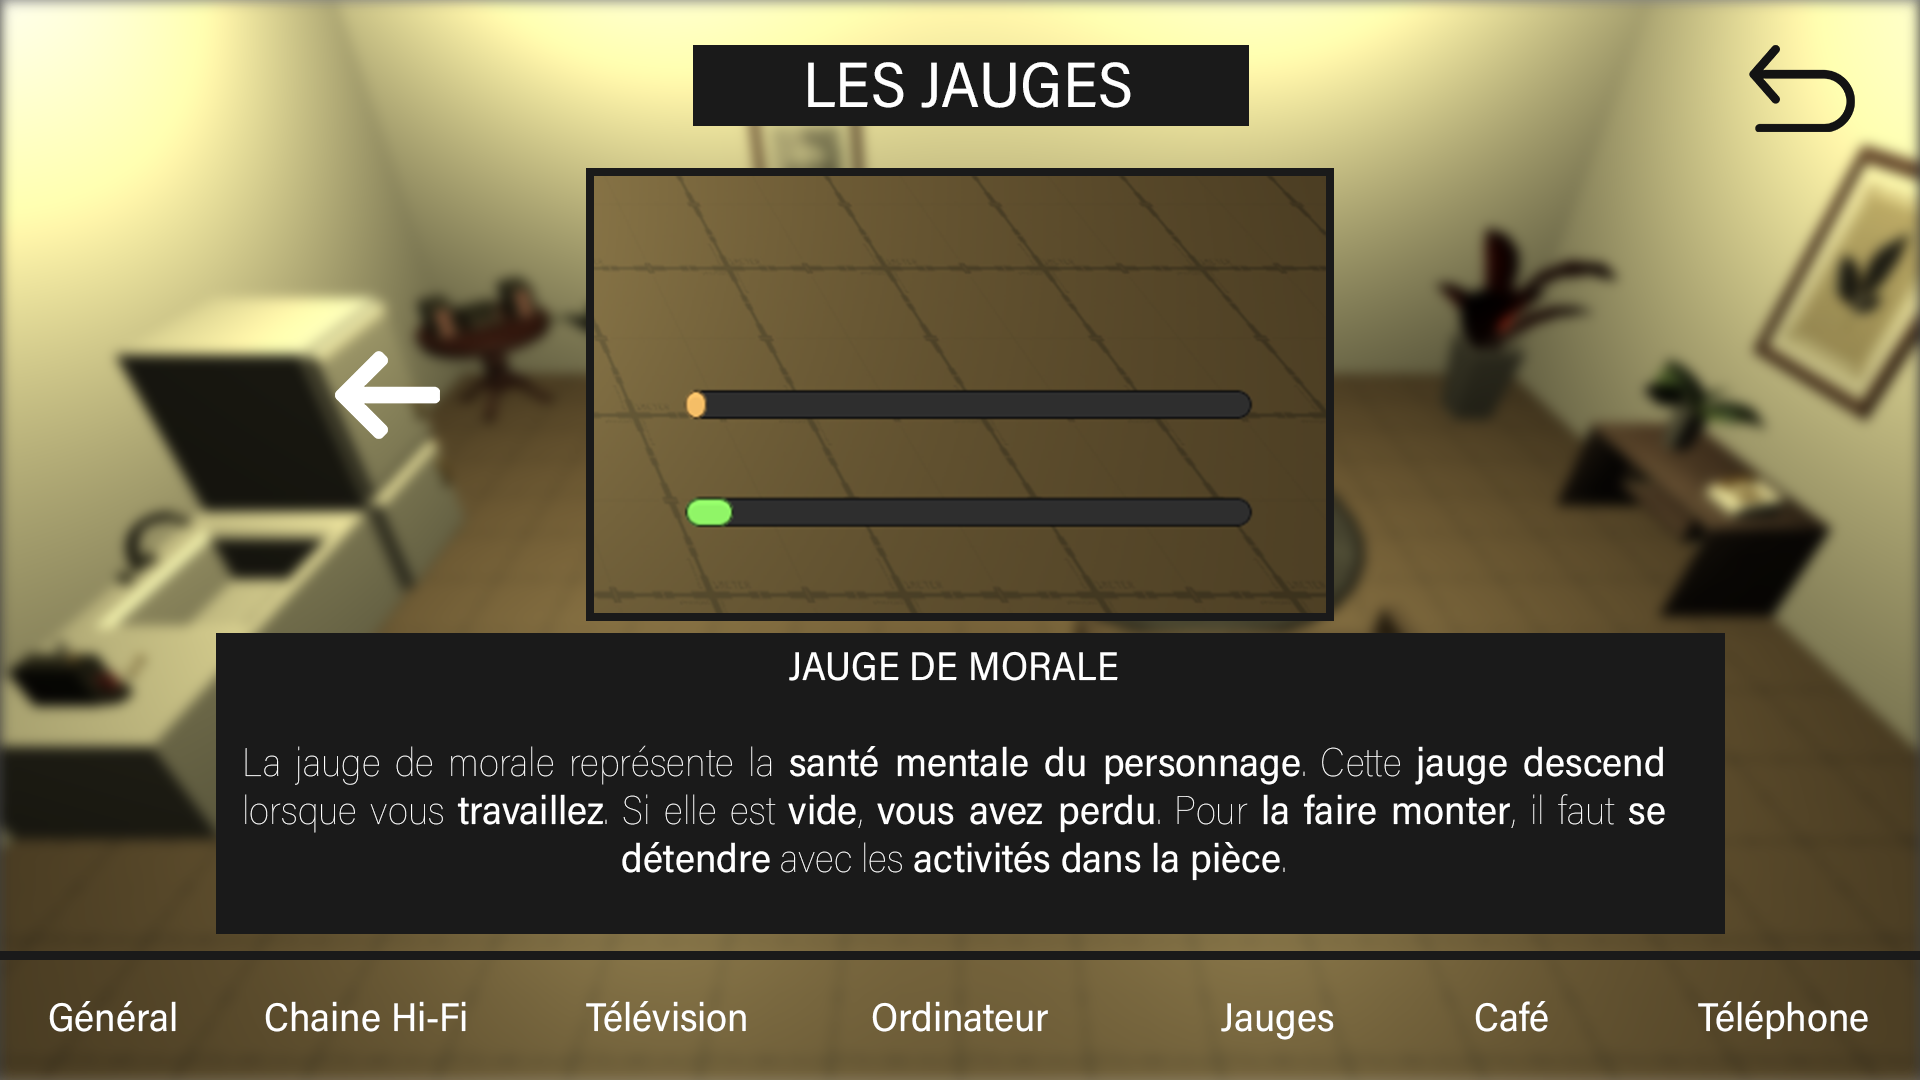 LES JAUGES
JAUGE DE MORALE
La jauge de morale représente la santé mentale du personnage. Cette jauge descend
lorsque vous travaillez. Si elle est vide, vous avez perdu. Pour la faire monter, il faut se
détendre avec les activités dans la pièce.
Général Chaine Hi-Fi Télévision Ordinateur Jauges Café Téléphone